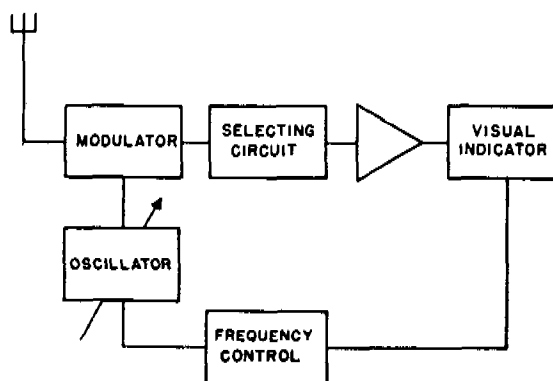 MODULATOR
SELECTING
CIRCUIT
VISUAL
INDICATOR
OSCILLATOR
FREQUENCY
CONTROL